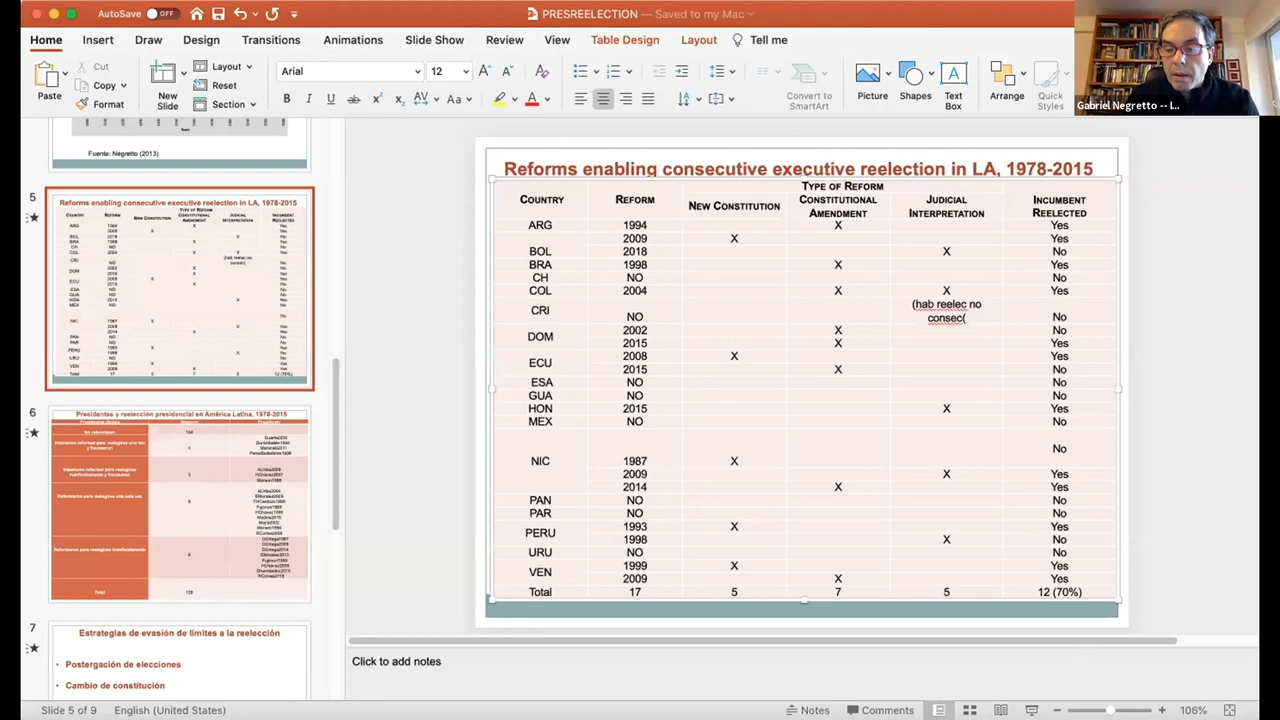 AutoSave OFF PRESREELECTION — Saved to my Mac
Home Insert Draw Design Transitions Animations Slide Show Review View Table Design Layout Tell me
Paste Cut Copy Format New Slide Layout Reset Section Arial 12 Convert to SmartArt Picture Shapes Text Box Arrange Quick Styles
Gabriel Negretto -- I...
Fuente: Negretto (2013)
5
Reforms enabling consecutive executive reelection in LA, 1978-2015
6
Presidentes y reelección presidencial en América Latina, 1978-2015
7
Estrategias de evasión de límites a la reelección
• Postergación de elecciones
• Cambio de constitución
Reforms enabling consecutive executive reelection in LA, 1978-2015
TYPE OF REFORM
COUNTRY REFORM NEW CONSTITUTION CONSTITUTIONAL AMENDMENT JUDICIAL INTERPRETATION INCUMBENT REELECTED
ARG 1994 X Yes
2009 X Yes
BOL 2018 X No
BRA 1998 X Yes
CH NO No
COL 2004 X X Yes
CRI NO (hab reelec no consec( No
DOM 2002 X No
2015 X Yes
ECU 2008 X Yes
2015 X No
ESA NO No
GUA NO No
HON 2015 X Yes
MEX NO No
NIC 1987 X
2009 X Yes
2014 X Yes
PAN NO No
PAR NO No
PERU 1993 X Yes
1998 X No
URU NO No
VEN 1999 X Yes
2009 X Yes
Total 17 5 7 5 12 (70%)
Click to add notes
Slide 5 of 9 English (United States) Notes Comments 106%